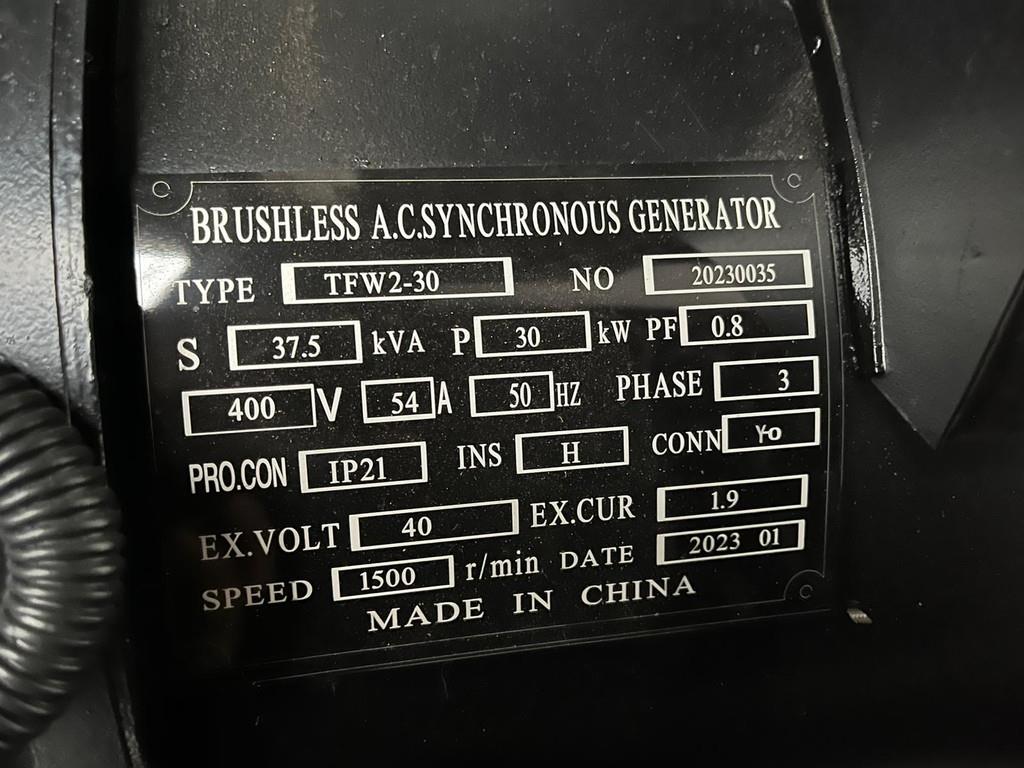 BRUSHLESS A.C.SYNCHRONOUS GENERATOR
TYPE TFW2-30 NO 20230035
S 37.5 kVA P 30 kW PF 0.8
400 V 54 A 50 HZ PHASE 3
PRO.CON IP21 INS H CONN Y-o
EX.VOLT 40 EX.CUR 1.9
SPEED 1500 r/min DATE 2023 01
MADE IN CHINA